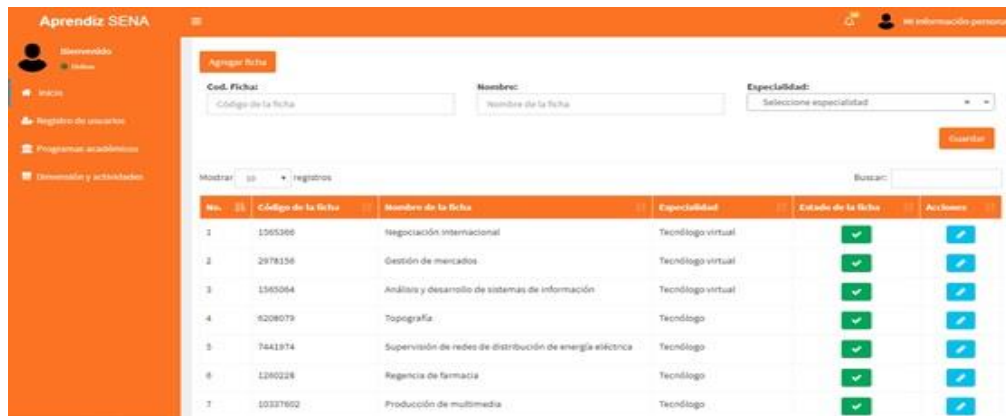 Aprendiz SENA
Mi información personal
Bienvenido
Online
Inicio
Registro de usuarios
Programas académicos
Dimensión y actividades
Agregar ficha
Cod. Ficha: Nombre: Especialidad:
Código de la ficha Nombre de la ficha Seleccione especialidad
Guardar
Mostrar 10 registros Buscar:
No. Código de la ficha Nombre de la ficha Especialidad Estado de la ficha Acciones
1 1565366 Negociación internacional Tecnólogo virtual
2 2978156 Gestión de mercados Tecnólogo virtual
3 1565064 Análisis y desarrollo de sistemas de información Tecnólogo virtual
4 6208079 Topografía Tecnólogo
5 7441974 Supervisión de redes de distribución de energía eléctrica Tecnólogo
6 1260228 Regencia de farmacia Tecnólogo
7 10337602 Producción de multimedia Tecnólogo